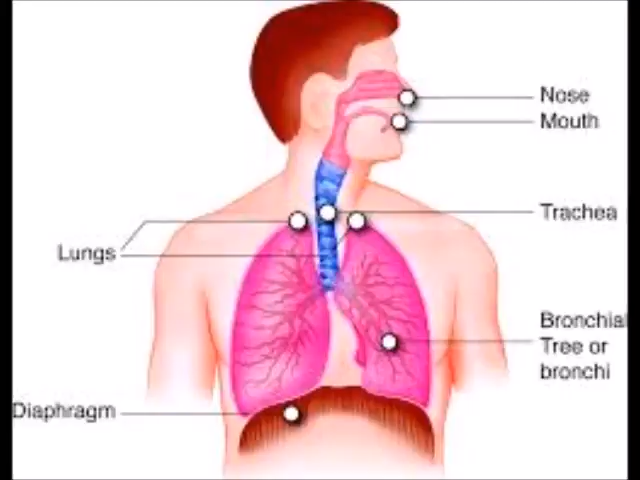 Nose
Mouth
Trachea
Lungs
Bronchial
Tree or
bronchi
Diaphragm